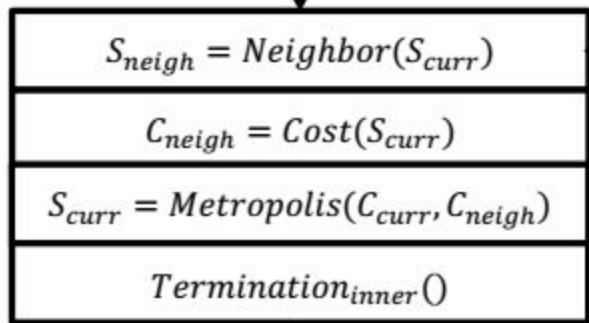 S_neigh = Neighbor(S_curr)
C_neigh = Cost(S_curr)
S_curr = Metropolis(C_curr, C_neigh)
Termination_inner()